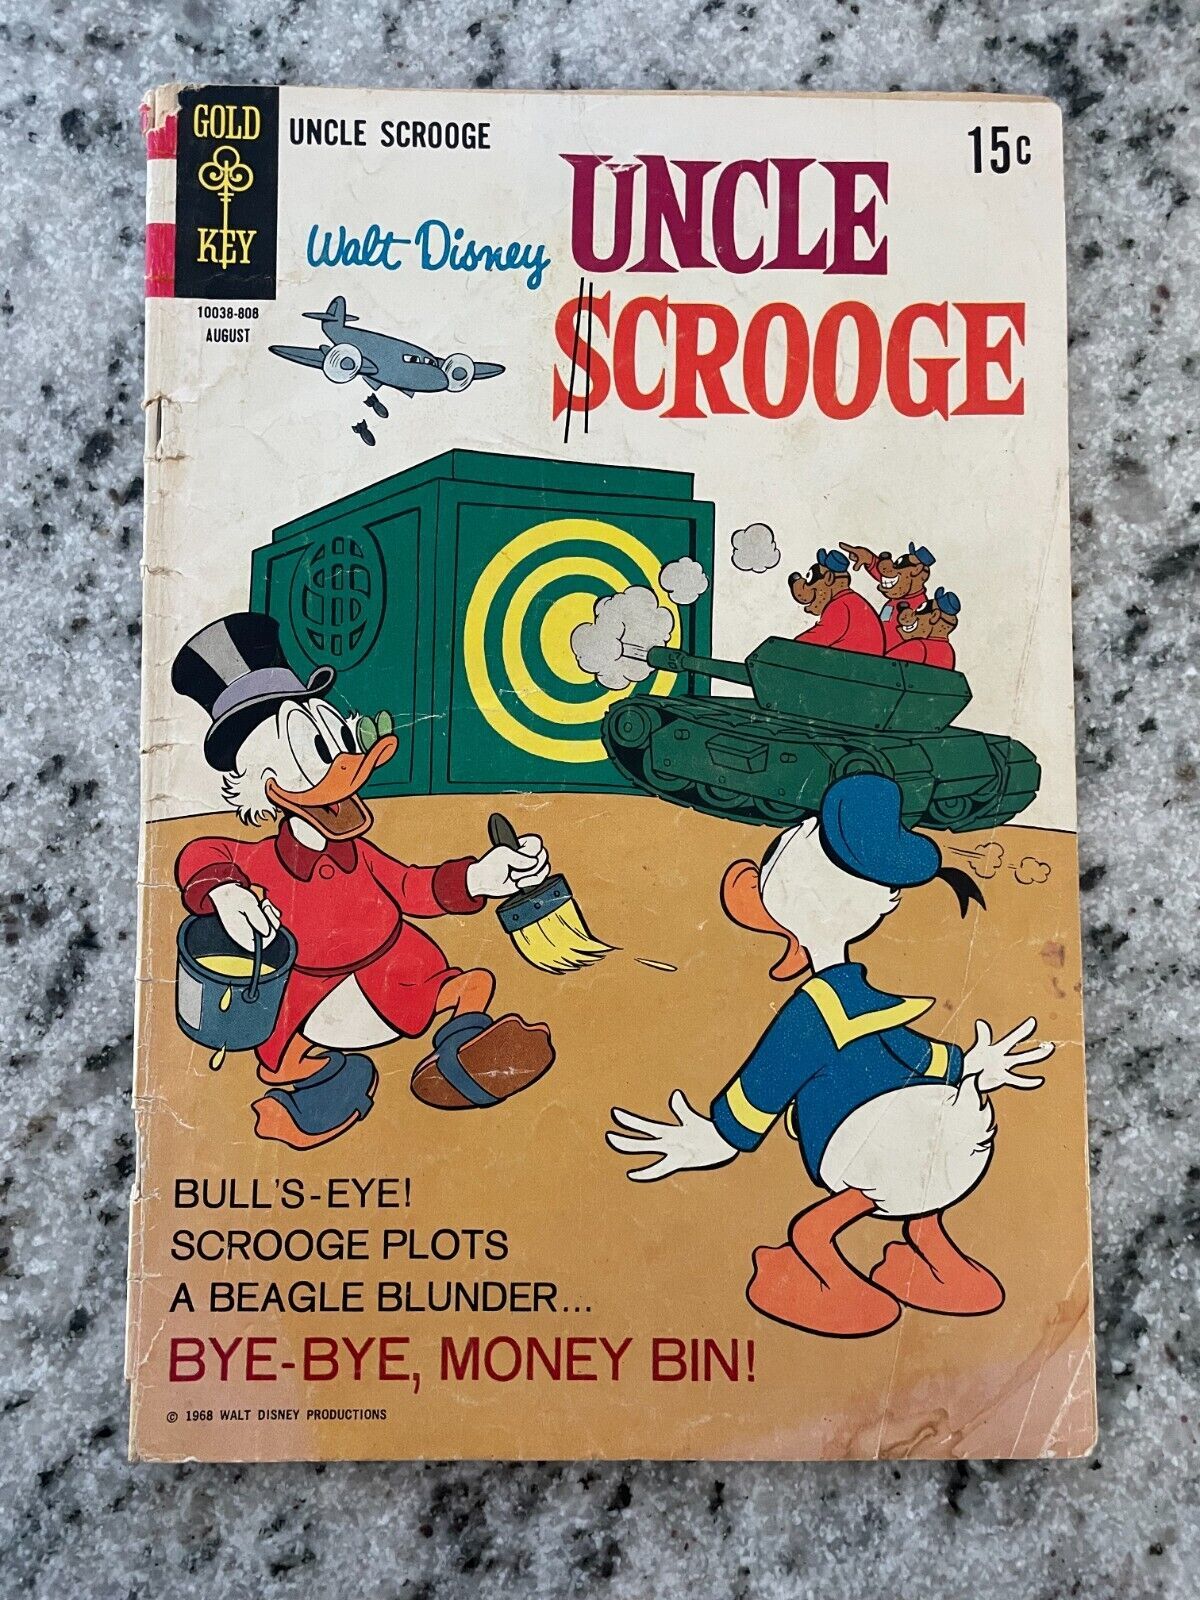 GOLD
KEY
UNCLE SCROOGE
15c
Walt Disney
UNCLE
$CROOGE
10038-808
AUGUST
$
BULL'S-EYE!
SCROOGE PLOTS
A BEAGLE BLUNDER...
BYE-BYE, MONEY BIN!
© 1968 WALT DISNEY PRODUCTIONS